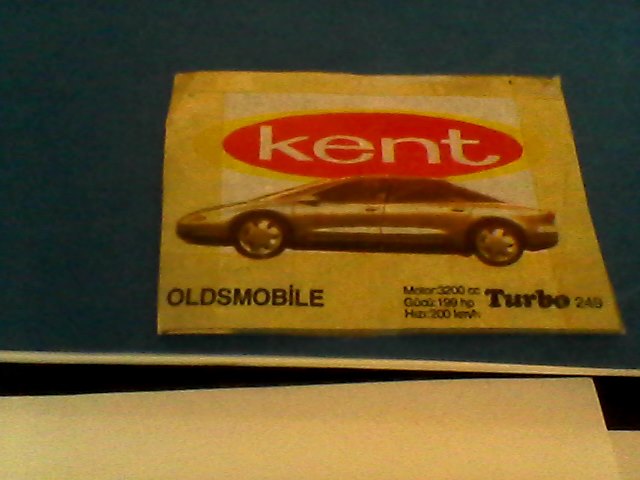 kent
OLDSMOBİLE
Motor:3200 cc
Gücü:199 hp
Hızı:200 km/h
Turbo 249